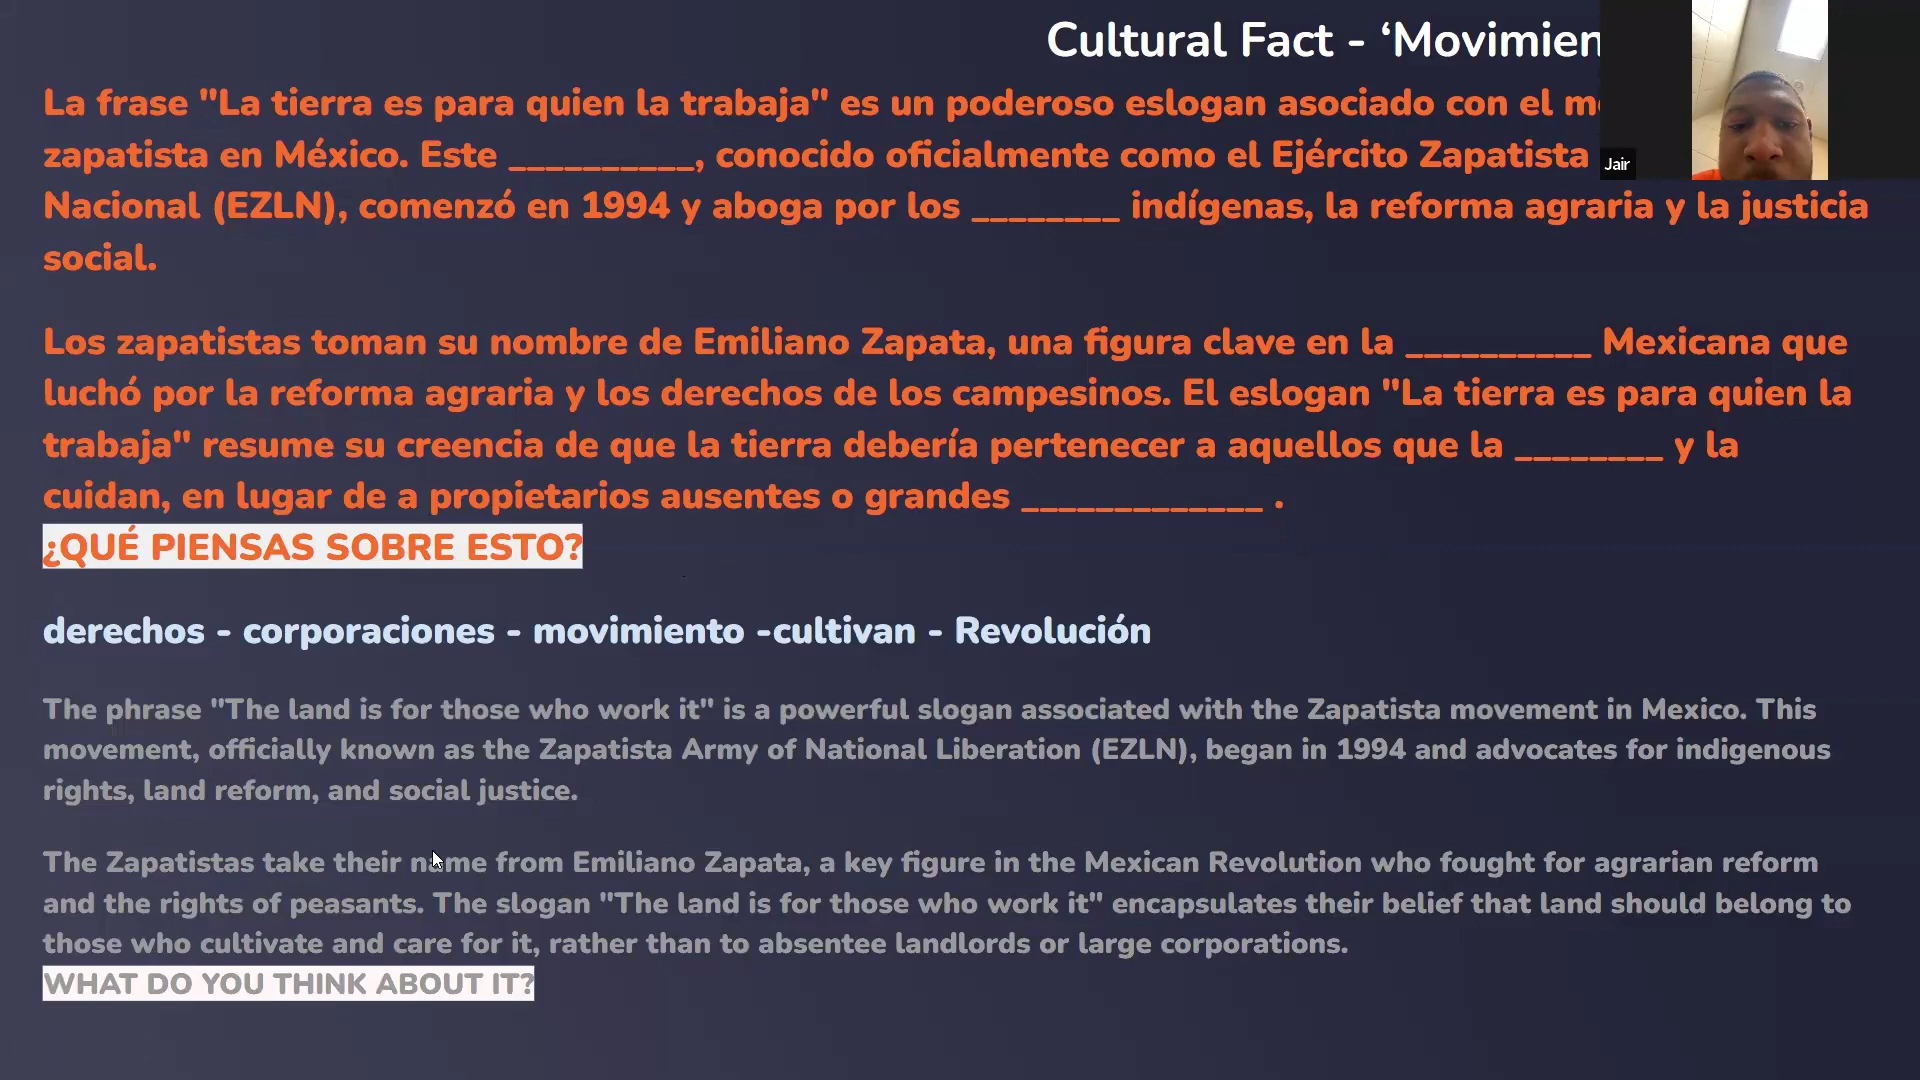 Cultural Fact - ‘Movimien
La frase "La tierra es para quien la trabaja" es un poderoso eslogan asociado con el
zapatista en México. Este __________, conocido oficialmente como el Ejército Zapatista
Jair
Nacional (EZLN), comenzó en 1994 y aboga por los ________ indígenas, la reforma agraria y la justicia
social.
Los zapatistas toman su nombre de Emiliano Zapata, una figura clave en la __________ Mexicana que
luchó por la reforma agraria y los derechos de los campesinos. El eslogan "La tierra es para quien la
trabaja" resume su creencia de que la tierra debería pertenecer a aquellos que la ________ y la
cuidan, en lugar de a propietarios ausentes o grandes _____________ .
¿QUÉ PIENSAS SOBRE ESTO?
derechos - corporaciones - movimiento -cultivan - Revolución
The phrase "The land is for those who work it" is a powerful slogan associated with the Zapatista movement in Mexico. This
movement, officially known as the Zapatista Army of National Liberation (EZLN), began in 1994 and advocates for indigenous
rights, land reform, and social justice.
The Zapatistas take their name from Emiliano Zapata, a key figure in the Mexican Revolution who fought for agrarian reform
and the rights of peasants. The slogan "The land is for those who work it" encapsulates their belief that land should belong to
those who cultivate and care for it, rather than to absentee landlords or large corporations.
WHAT DO YOU THINK ABOUT IT?